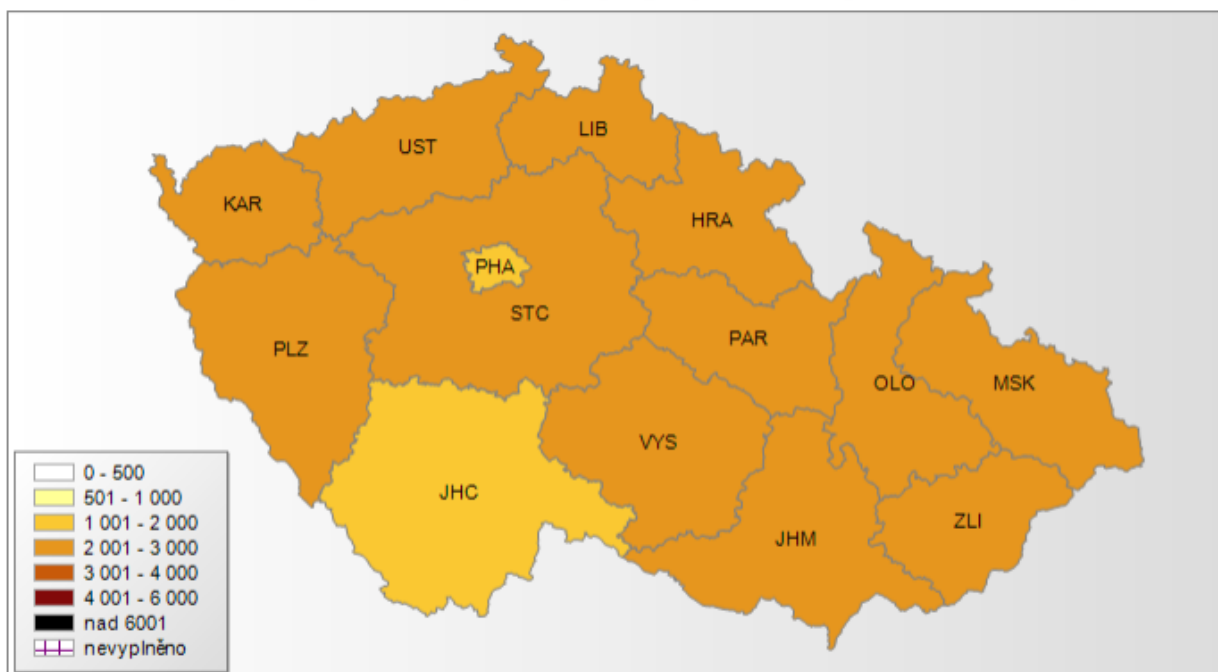 LIB
UST
KAR
HRA
PHA
STC
PAR
PLZ
OLO
MSK
VYS
JHC
ZLI
JHM
0 - 500
501 - 1 000
1 001 - 2 000
2 001 - 3 000
3 001 - 4 000
4 001 - 6 000
nad 6001
nevyplněno